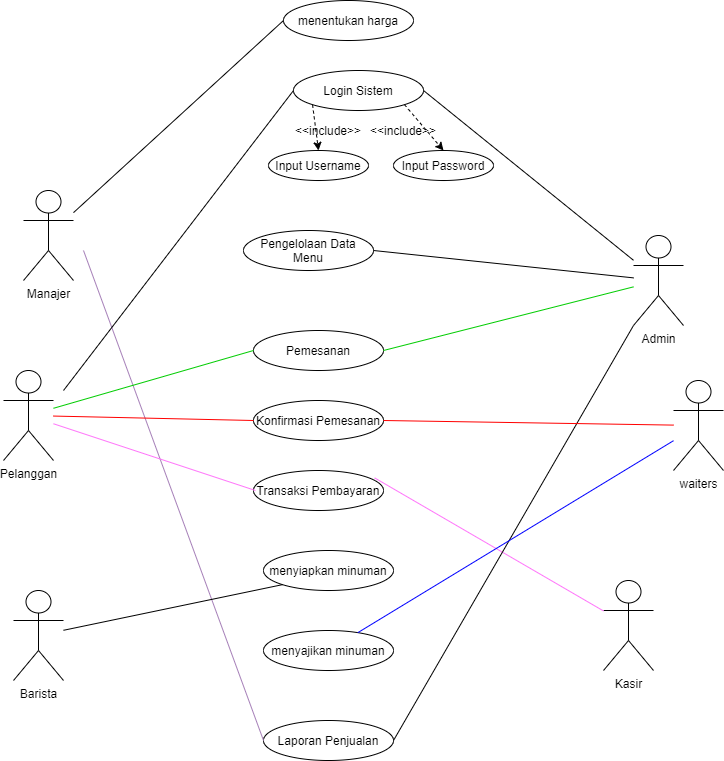 menentukan harga
Login Sistem
<<include>>
<<include>>
Input Username
Input Password
Pengelolaan Data
Menu
Manajer
Admin
Pemesanan
Konfirmasi Pemesanan
Pelanggan
waiters
Transaksi Pembayaran
menyiapkan minuman
menyajikan minuman
Barista
Kasir
Laporan Penjualan